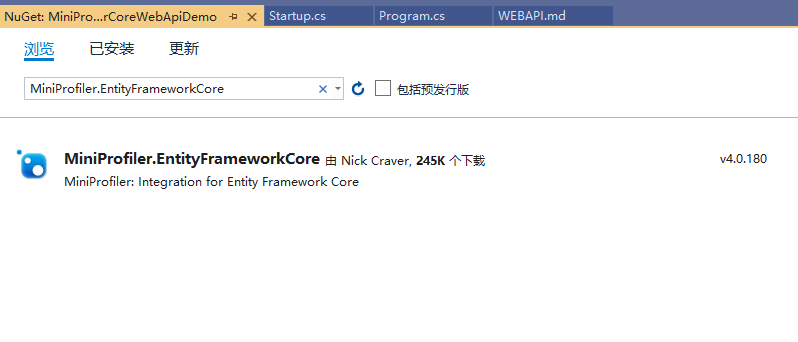 NuGet: MiniPro...rCoreWebApiDemo Startup.cs Program.cs WEBAPI.md
浏览 已安装 更新
MiniProfiler.EntityFrameworkCore 包括预发行版
MiniProfiler.EntityFrameworkCore 由 Nick Craver, 245K 个下载 v4.0.180
MiniProfiler: Integration for Entity Framework Core